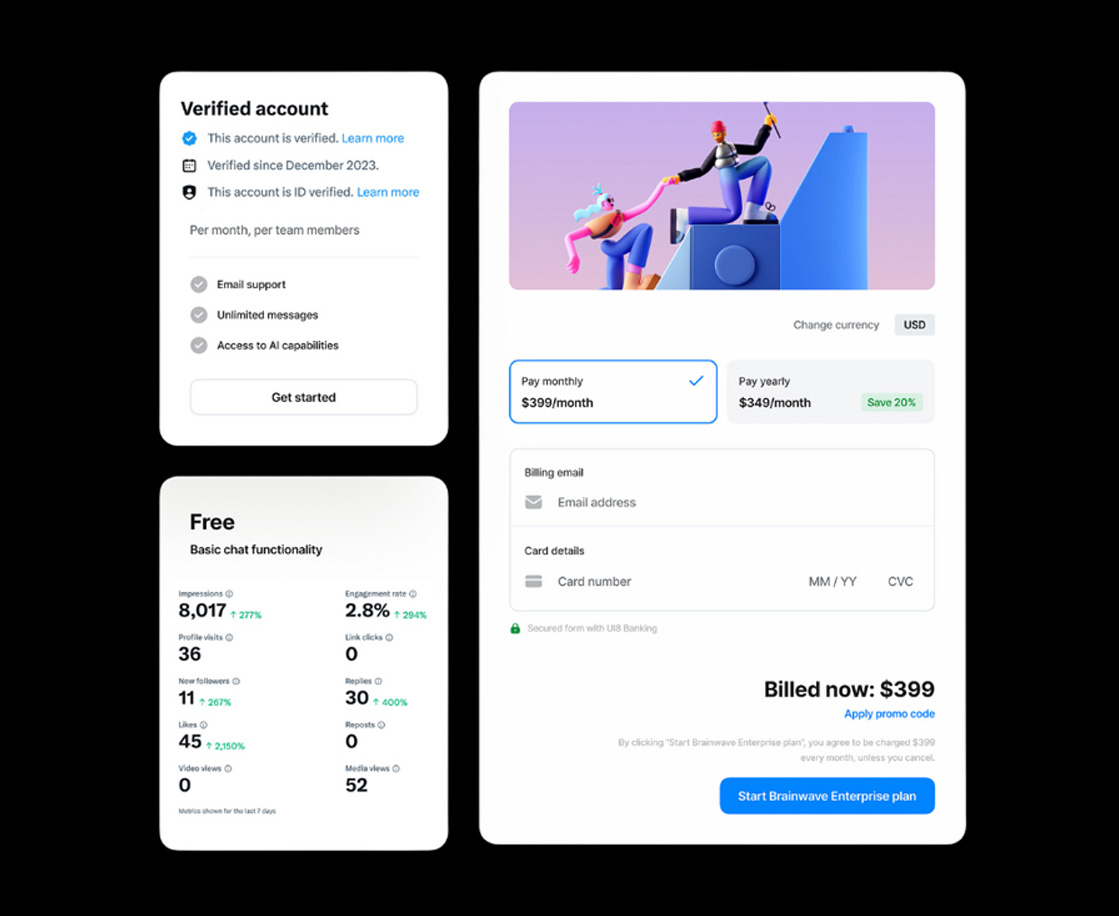 Verified account
This account is verified. Learn more
Verified since December 2023.
This account is ID verified. Learn more
Per month, per team members
Email support
Unlimited messages
Access to AI capabilities
Get started
Free
Basic chat functionality
Impressions
8,017 ↑ 277%
Engagement rate
2.8% ↑ 294%
Profile visits
36
Link clicks
0
New followers
11 ↑ 267%
Replies
30 ↑ 400%
Likes
45 ↑ 2,150%
Reposts
0
Video views
0
Media views
52
Metrics shown for the last 7 days
Change currency USD
Pay monthly
$399/month
Pay yearly
$349/month Save 20%
Billing email
Email address
Card details
Card number MM / YY CVC
Secured form with UI8 Banking
Billed now: $399
Apply promo code
By clicking "Start Brainwave Enterprise plan", you agree to be charged $399
every month, unless you cancel.
Start Brainwave Enterprise plan